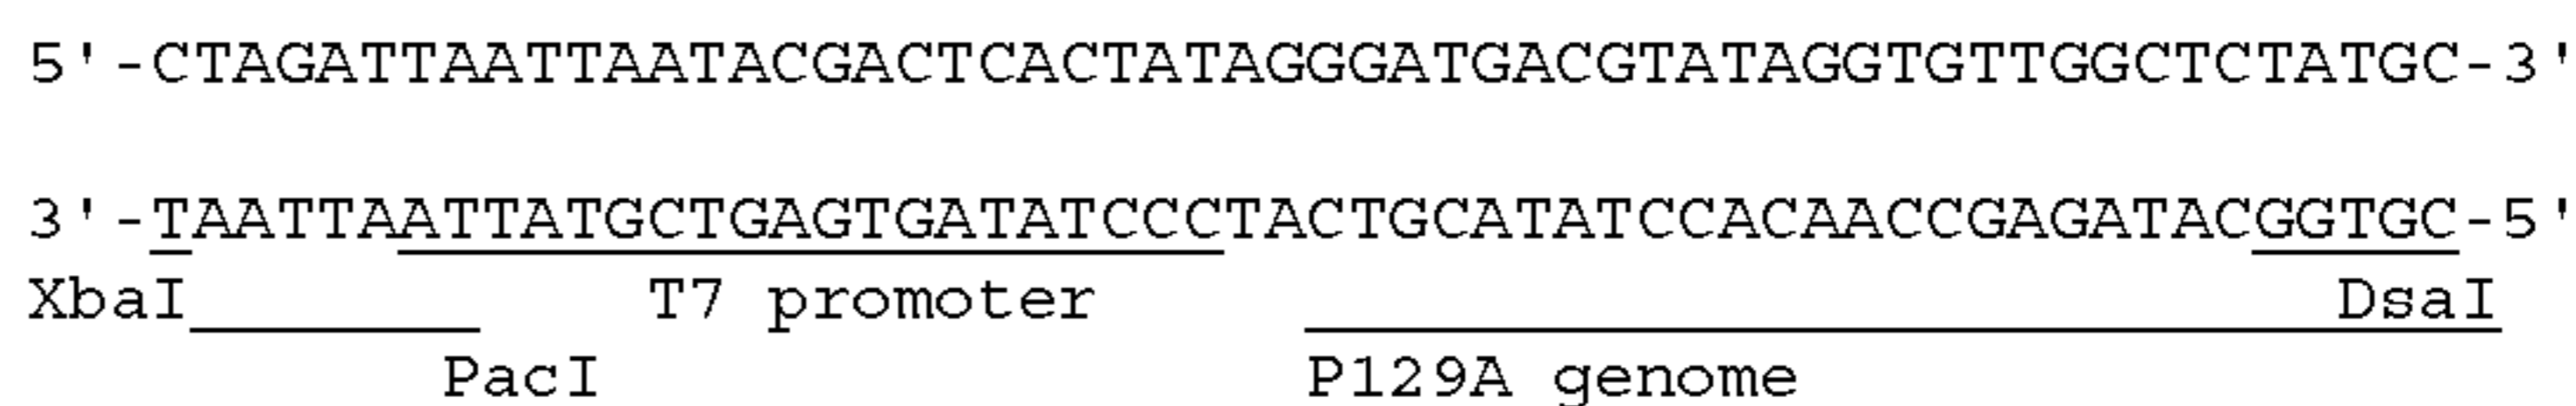 5'-CTAGATTAATTAATACGACTCACTATAGGGATGACGTATAGGTGTTGGCTCTATGC-3'
3'-TAATTAATTATGCTGAGTGATATCCCTACTGCATATCCACAACCGAGATACGGTGC-5'
XbaI T7 promoter DsaI
PacI P129A genome